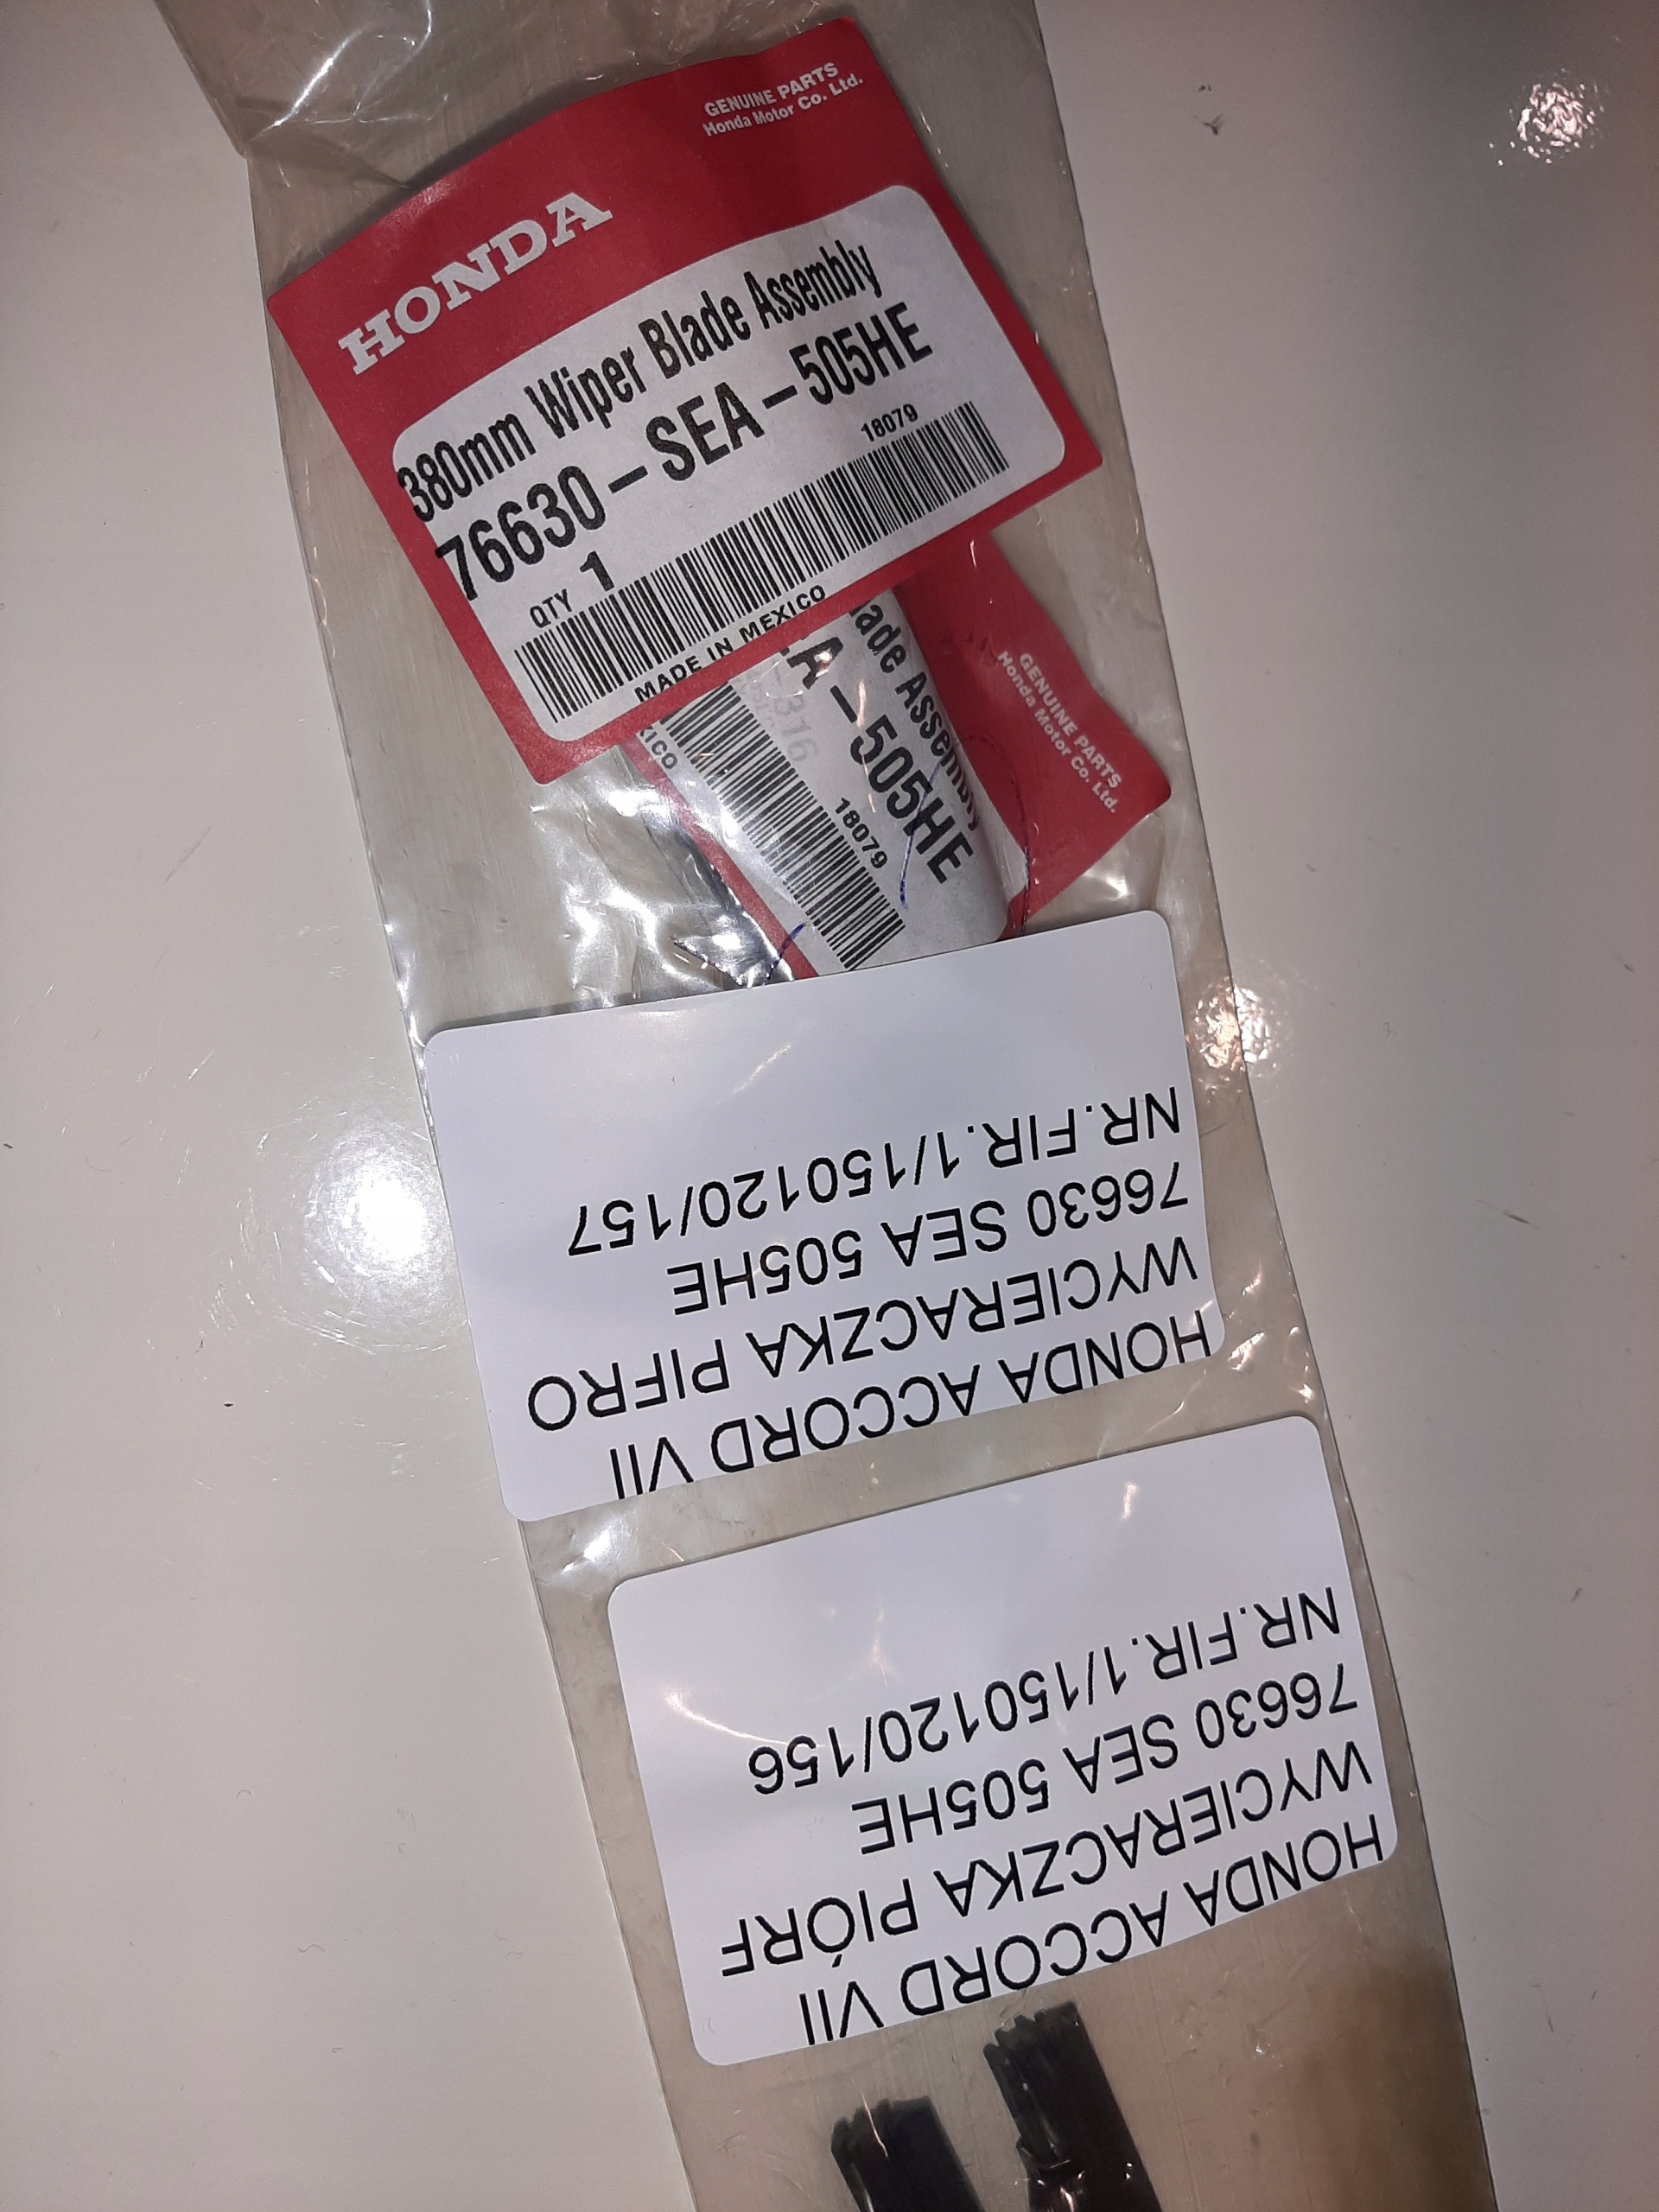 GENUINE PARTS
Honda Motor Co. Ltd.
HONDA
380mm Wiper Blade Assembly
76630-SEA-505HE
QTY 1
18079
MADE IN MEXICO
GENUINE PARTS
Honda Motor Co. Ltd.
Assembly
-505HE
18079
HONDA ACCORD VII
WYCIERACZKA PIFRO
76630 SEA 505HE
NR.FIR.1/150120/157
HONDA ACCORD VII
WYCIERACZKA PIÓRF
76630 SEA 505HE
NR.FIR.1/150120/156